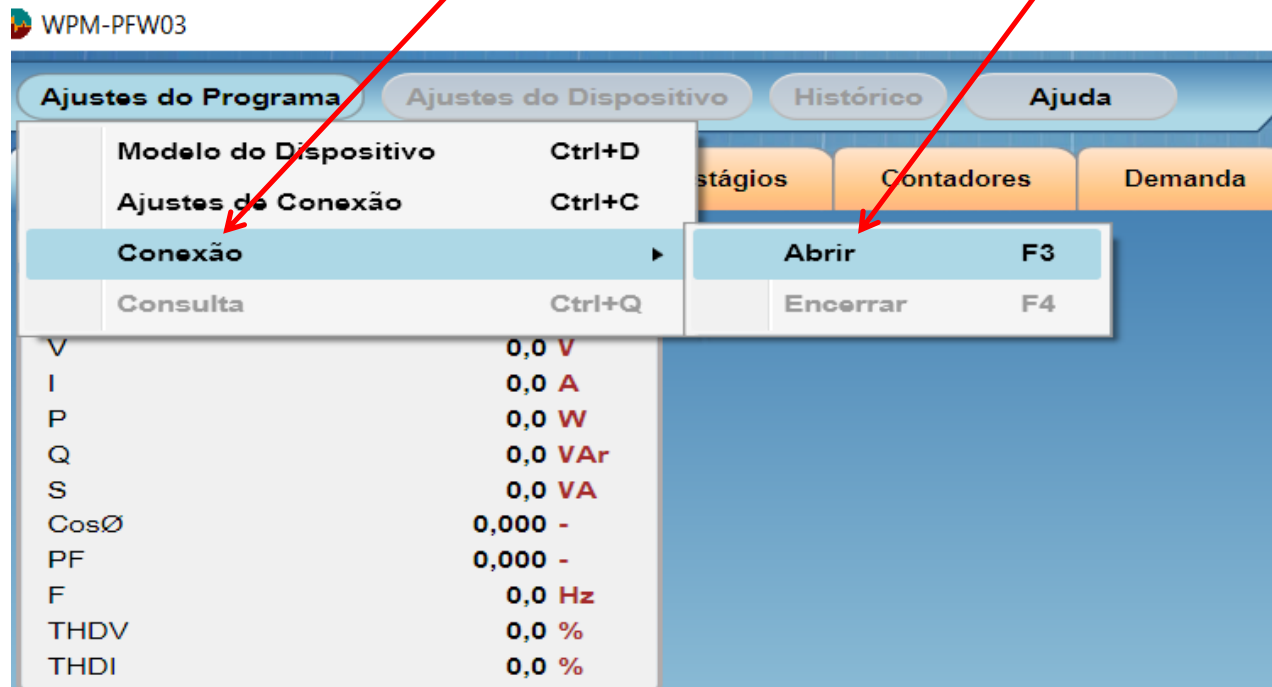 WPM-PFW03
Ajustes do Programa Ajustes do Dispositivo Histórico Ajuda
Modelo do Dispositivo Ctrl+D
Ajustes de Conexão Ctrl+C
Conexão
Consulta Ctrl+Q
stágios Contadores Demanda
Abrir F3
Encerrar F4
V 0,0 V
I 0,0 A
P 0,0 W
Q 0,0 VAr
S 0,0 VA
CosØ 0,000 -
PF 0,000 -
F 0,0 Hz
THDV 0,0 %
THDI 0,0 %